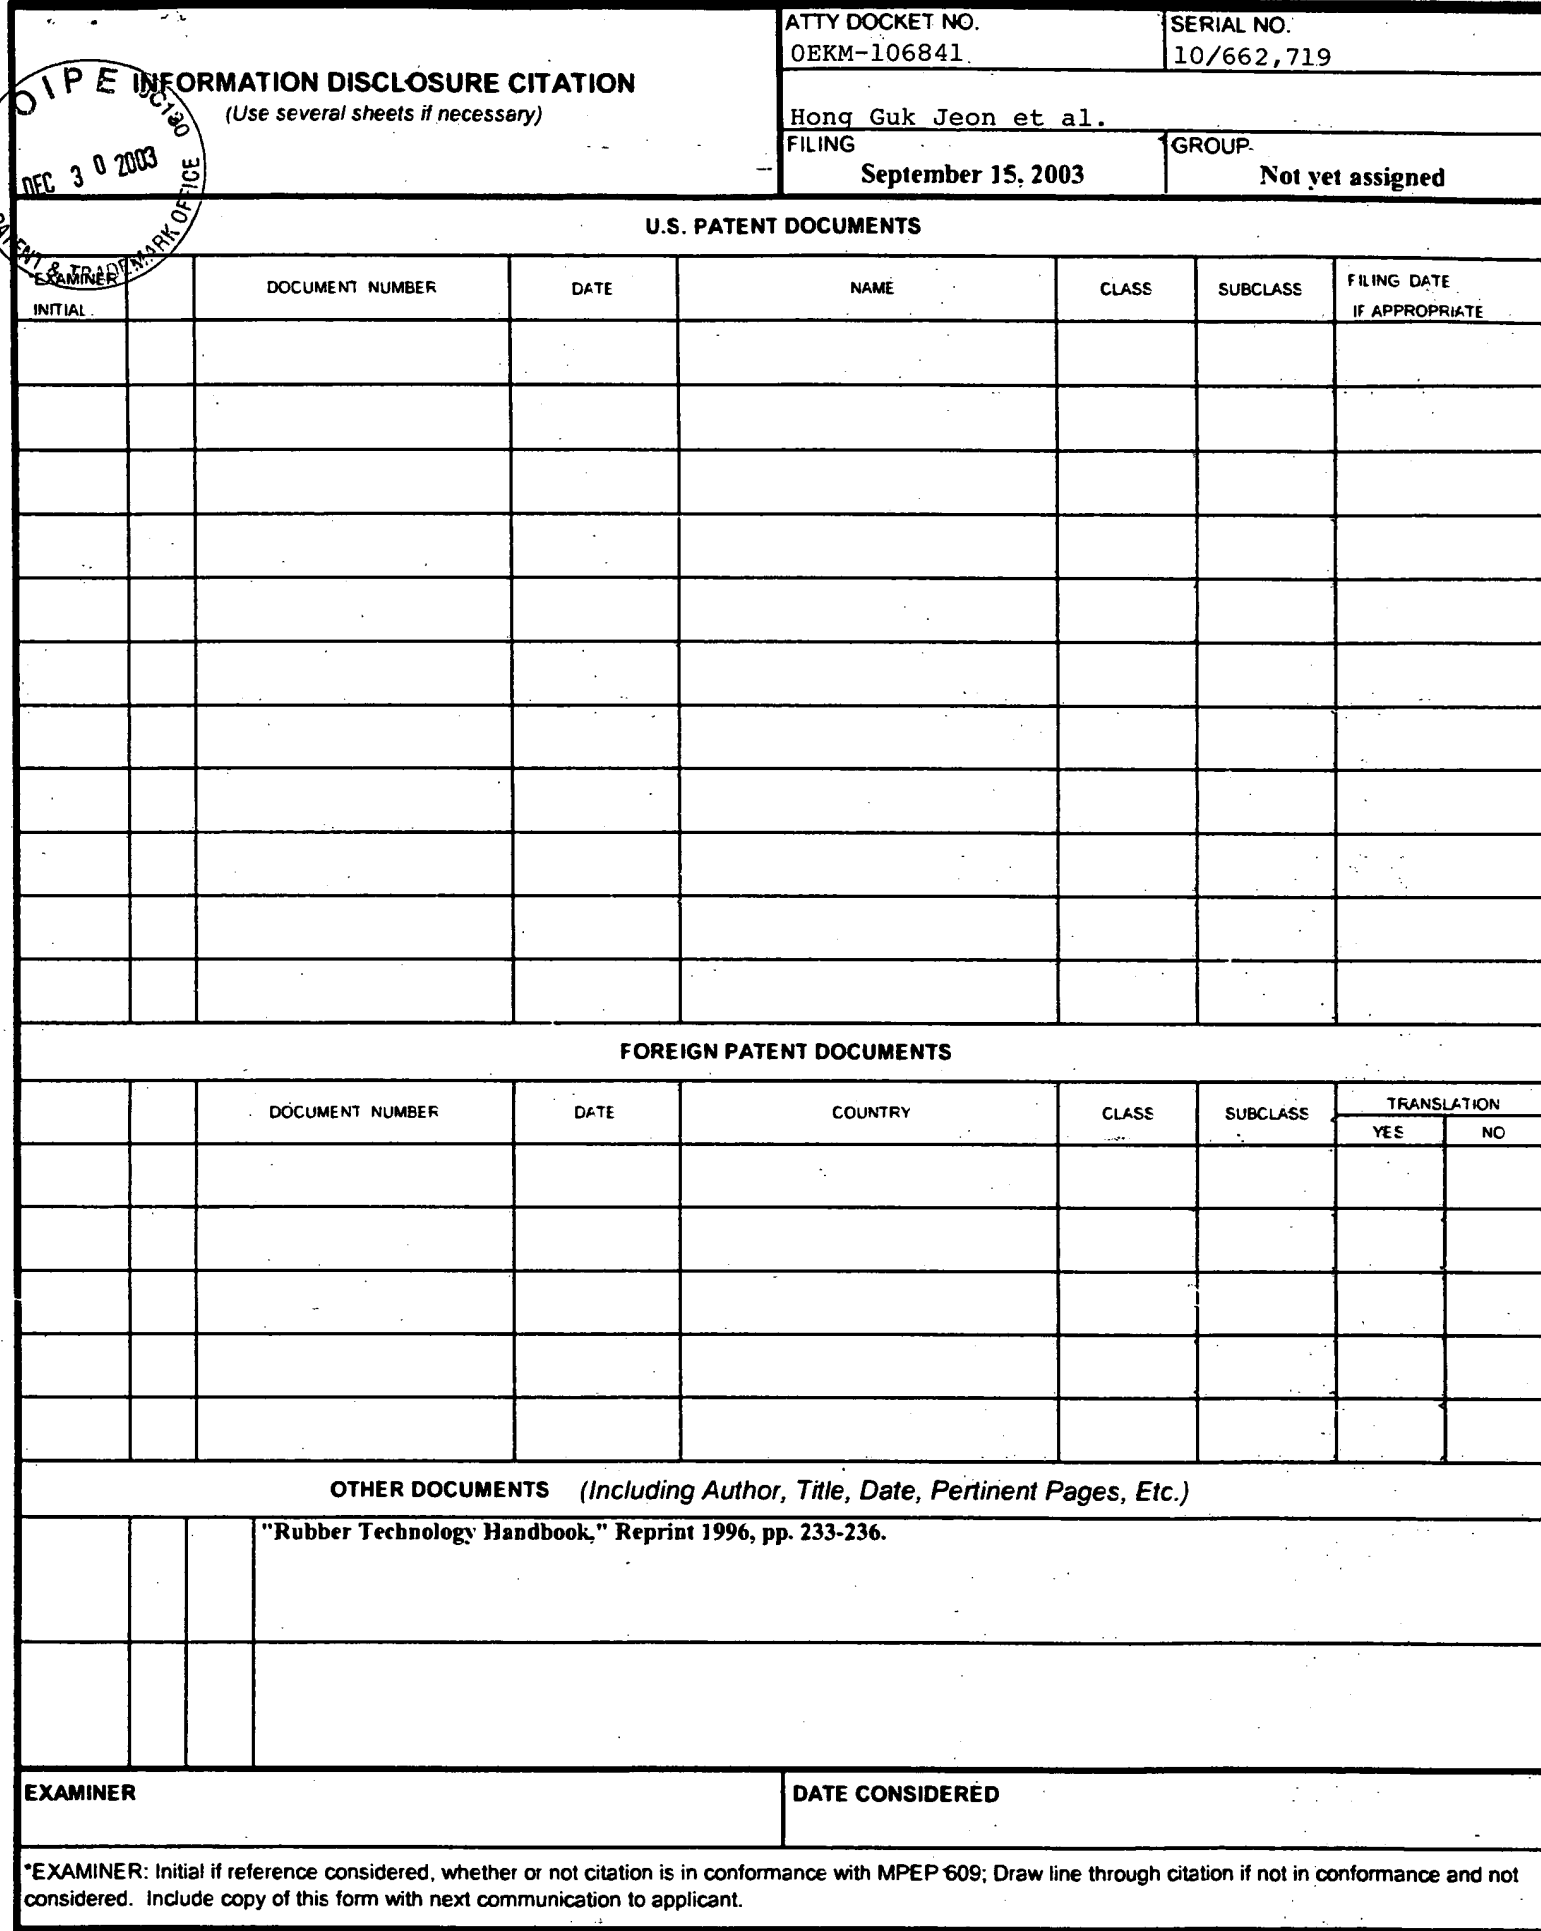 ATTY DOCKET NO.
OEKM-106841
SERIAL NO.
10/662,719
INFORMATION DISCLOSURE CITATION
(Use several sheets if necessary)
Hong Guk Jeon et al.
FILING
September 15, 2003
GROUP
Not yet assigned
OIPE
DEC 30 2003
PATENT & TRADEMARK OFFICE
U.S. PATENT DOCUMENTS
*EXAMINER
INITIAL
DOCUMENT NUMBER
DATE
NAME
CLASS
SUBCLASS
FILING DATE
IF APPROPRIATE
FOREIGN PATENT DOCUMENTS
DOCUMENT NUMBER
DATE
COUNTRY
CLASS
SUBCLASS
TRANSLATION
YES
NO
OTHER DOCUMENTS (Including Author, Title, Date, Pertinent Pages, Etc.)
"Rubber Technology Handbook," Reprint 1996, pp. 233-236.
EXAMINER
DATE CONSIDERED
*EXAMINER: Initial if reference considered, whether or not citation is in conformance with MPEP 609; Draw line through citation if not in conformance and not
considered. Include copy of this form with next communication to applicant.